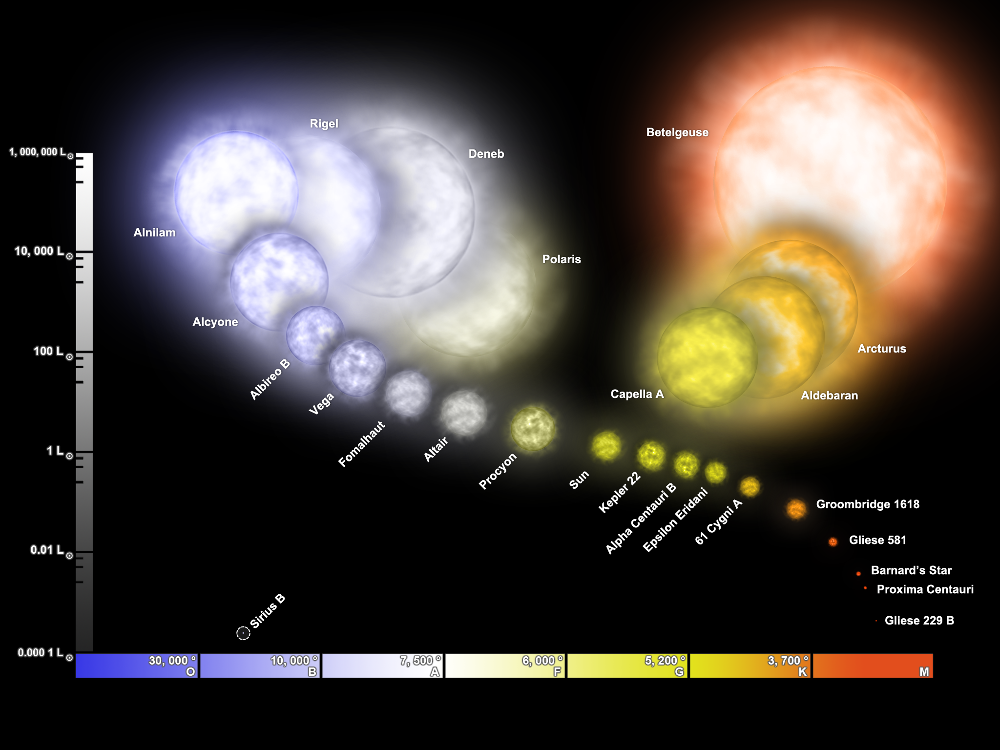 Rigel
Betelgeuse
1, 000, 000 L☉
Deneb
Alnilam
10, 000 L☉
Polaris
Alcyone
Arcturus
100 L☉
Albireo B
Capella A
Aldebaran
Vega
Fomalhaut
Altair
1 L☉
Procyon
Sun
Kepler 22
Alpha Centauri B
Epsilon Eridani
61 Cygni A
Groombridge 1618
Gliese 581
0.01 L☉
Barnard’s Star
Proxima Centauri
Sirius B
Gliese 229 B
0.000 1 L☉
30, 000 ° 10, 000 ° 7, 500 ° 6, 000 ° 5, 200 ° 3, 700 °
O B A F G K M